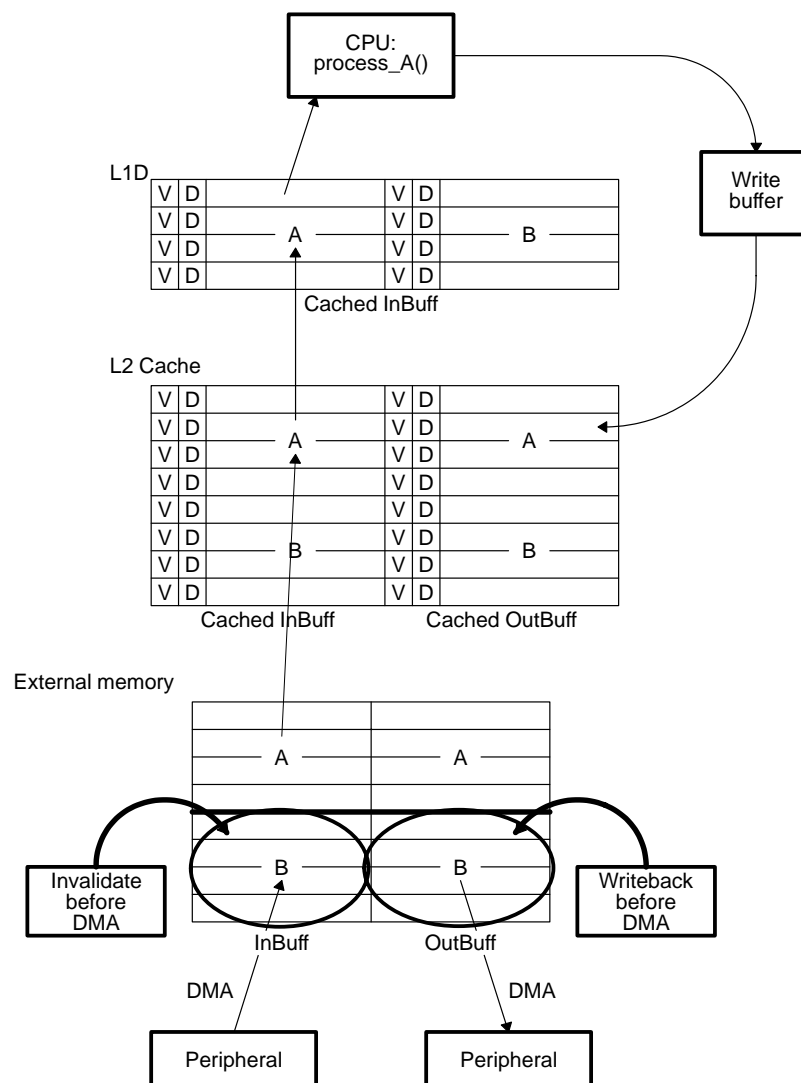 CPU:
process_A()
L1D
Write
buffer
V D V D
V D V D
A B
V D V D
V D V D
Cached InBuff
L2 Cache
V D V D
V D V D
A A
V D V D
V D V D
V D V D
V D V D
B B
V D V D
V D V D
Cached InBuff Cached OutBuff
External memory
A A
B B
Invalidate
before
DMA
Writeback
before
DMA
InBuff OutBuff
DMA DMA
Peripheral Peripheral